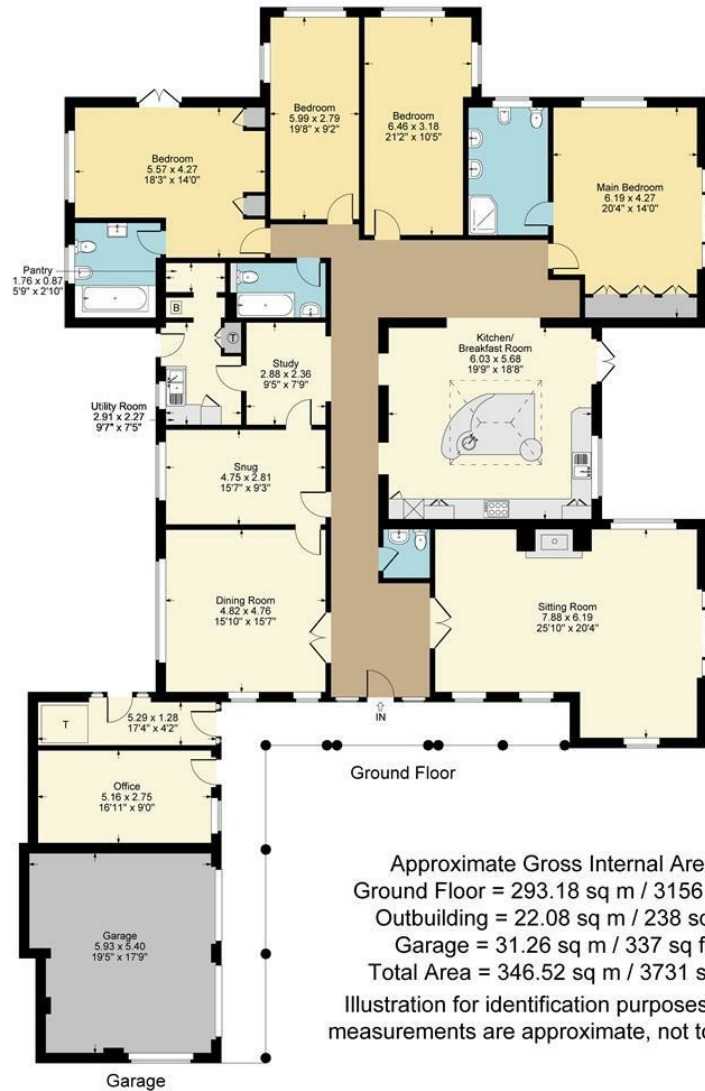 Bedroom
5.99 x 2.79
19'8" x 9'2"
Bedroom
6.46 x 3.18
21'2" x 10'5"
Bedroom
5.57 x 4.27
18'3" x 14'0"
Main Bedroom
6.19 x 4.27
20'4" x 14'0"
Pantry
1.76 x 0.87
5'9" x 2'10"
B
T
Kitchen/
Breakfast Room
6.03 x 5.68
19'9" x 18'8"
Study
2.88 x 2.36
9'5" x 7'9"
Utility Room
2.91 x 2.27
9'7" x 7'5"
Snug
4.75 x 2.81
15'7" x 9'3"
Dining Room
4.82 x 4.76
15'10" x 15'7"
Sitting Room
7.88 x 6.19
25'10" x 20'4"
T
5.29 x 1.28
17'4" x 4'2"
IN
Ground Floor
Office
5.16 x 2.75
16'11" x 9'0"
Garage
5.93 x 5.40
19'5" x 17'9"
Garage
Approximate Gross Internal Are
Ground Floor = 293.18 sq m / 3156
Outbuilding = 22.08 sq m / 238 sq
Garage = 31.26 sq m / 337 sq f
Total Area = 346.52 sq m / 3731 s
Illustration for identification purposes
measurements are approximate, not to